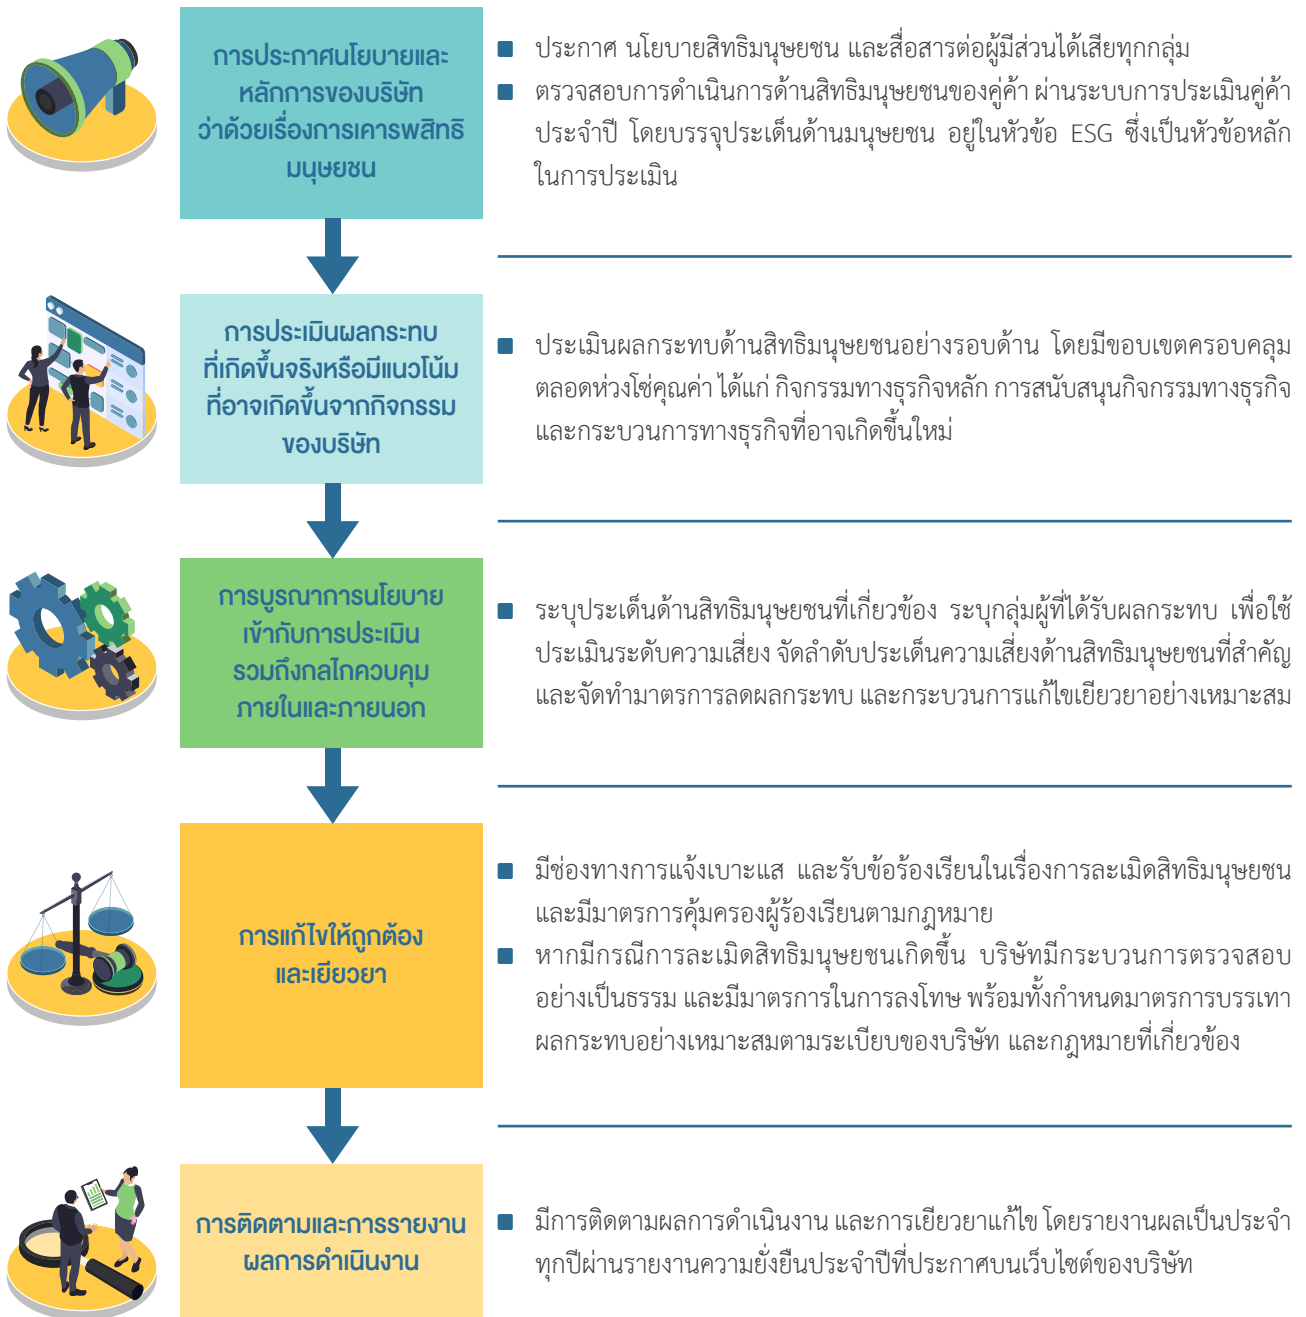 การประกาศนโยบายและ
หลักการของบริษัท
ว่าด้วยเรื่องการเคารพสิทธิ
มนุษยชน
ประกาศ นโยบายสิทธิมนุษยชน และสื่อสารต่อผู้มีส่วนได้เสียทุกกลุ่ม
ตรวจสอบการดำเนินการด้านสิทธิมนุษยชนของคู่ค้า ผ่านระบบการประเมินคู่ค้า
ประจำปี โดยบรรจุประเด็นด้านมนุษยชน อยู่ในหัวข้อ ESG ซึ่งเป็นหัวข้อหลัก
ในการประเมิน
การประเมินผลกระทบ
ที่เกิดขึ้นจริงหรือมีแนวโน้ม
ที่อาจเกิดขึ้นจากกิจกรรม
ของบริษัท
ประเมินผลกระทบด้านสิทธิมนุษยชนอย่างรอบด้าน โดยมีขอบเขตครอบคลุม
ตลอดห่วงโซ่คุณค่า ได้แก่ กิจกรรมทางธุรกิจหลัก การสนับสนุนกิจกรรมทางธุรกิจ
และกระบวนการทางธุรกิจที่อาจเกิดขึ้นใหม่
การบูรณาการนโยบาย
เข้ากับการประเมิน
รวมถึงกลไกควบคุม
ภายในและภายนอก
ระบุประเด็นด้านสิทธิมนุษยชนที่เกี่ยวข้อง ระบุกลุ่มผู้ที่ได้รับผลกระทบ เพื่อใช้
ประเมินระดับความเสี่ยง จัดลำดับประเด็นความเสี่ยงด้านสิทธิมนุษยชนที่สำคัญ
และจัดทำมาตรการลดผลกระทบ และกระบวนการแก้ไขเยียวยาอย่างเหมาะสม
การแก้ไขให้ถูกต้อง
และเยียวยา
มีช่องทางการแจ้งเบาะแส และรับข้อร้องเรียนในเรื่องการละเมิดสิทธิมนุษยชน
และมีมาตรการคุ้มครองผู้ร้องเรียนตามกฎหมาย
หากมีกรณีการละเมิดสิทธิมนุษยชนเกิดขึ้น บริษัทมีกระบวนการตรวจสอบ
อย่างเป็นธรรม และมีมาตรการในการลงโทษ พร้อมทั้งกำหนดมาตรการบรรเทา
ผลกระทบอย่างเหมาะสมตามระเบียบของบริษัท และกฎหมายที่เกี่ยวข้อง
การติดตามและการรายงาน
ผลการดำเนินงาน
มีการติดตามผลการดำเนินงาน และการเยียวยาแก้ไข โดยรายงานผลเป็นประจำ
ทุกปีผ่านรายงานความยั่งยืนประจำปีที่ประกาศบนเว็บไซต์ของบริษัท